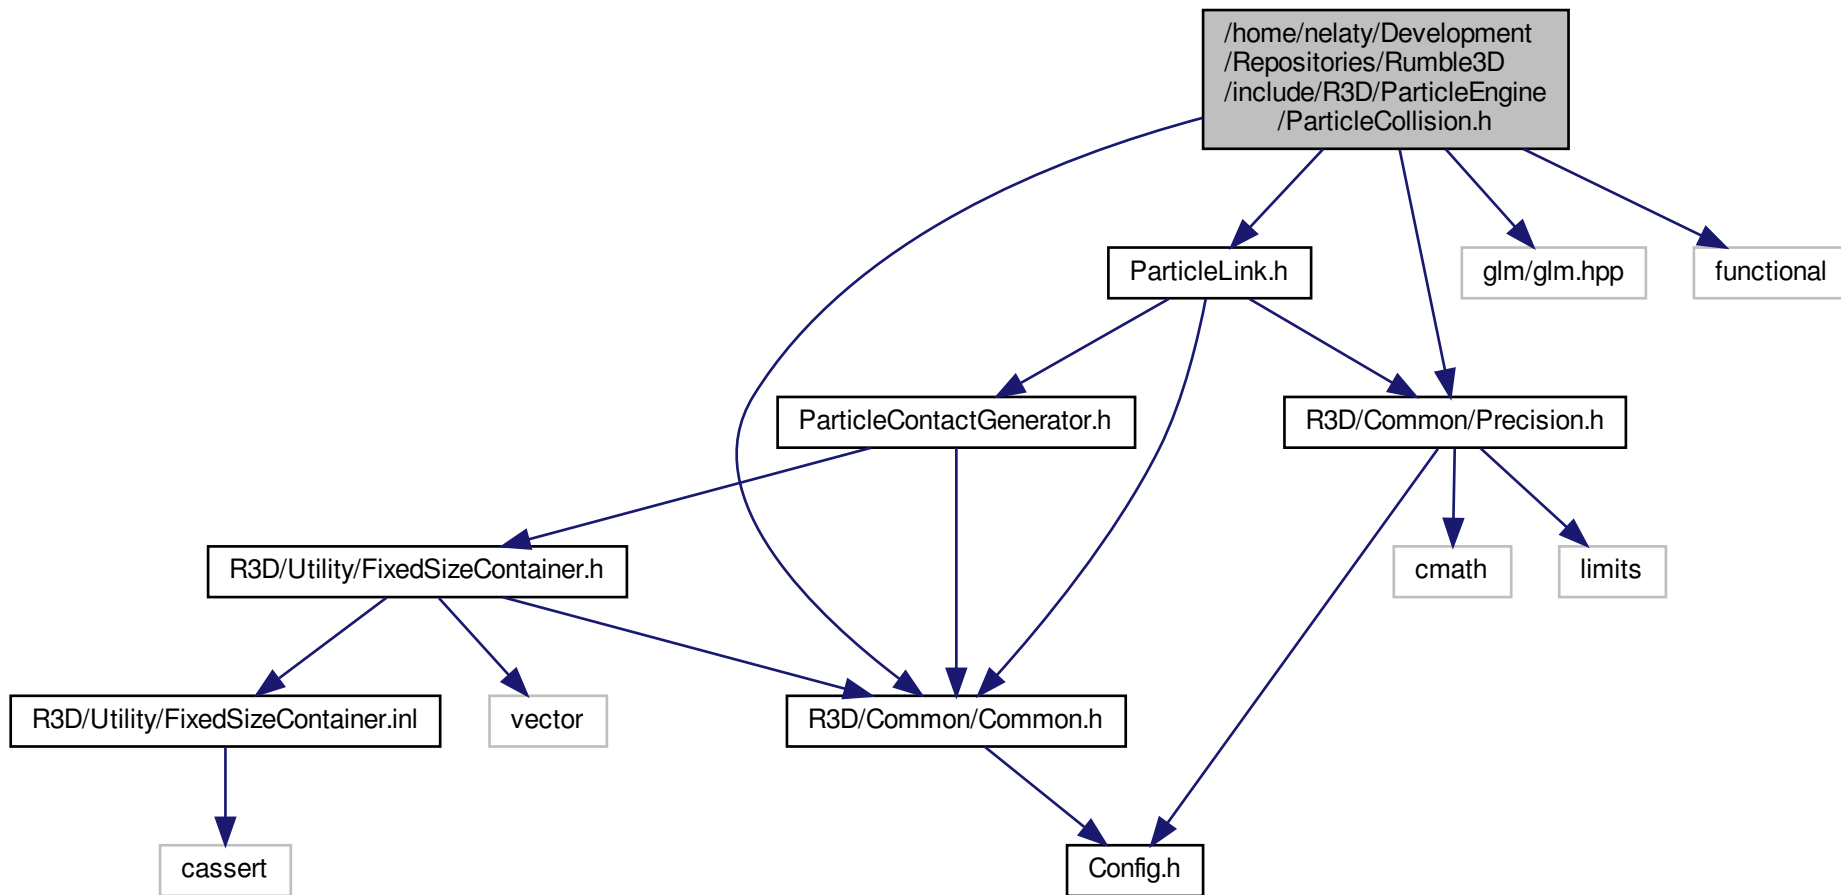 /home/nelaty/Development
/Repositories/Rumble3D
/include/R3D/ParticleEngine
/ParticleCollision.h
ParticleLink.h
glm/glm.hpp
functional
ParticleContactGenerator.h
R3D/Common/Precision.h
R3D/Utility/FixedSizeContainer.h
cmath
limits
R3D/Utility/FixedSizeContainer.inl
vector
R3D/Common/Common.h
cassert
Config.h